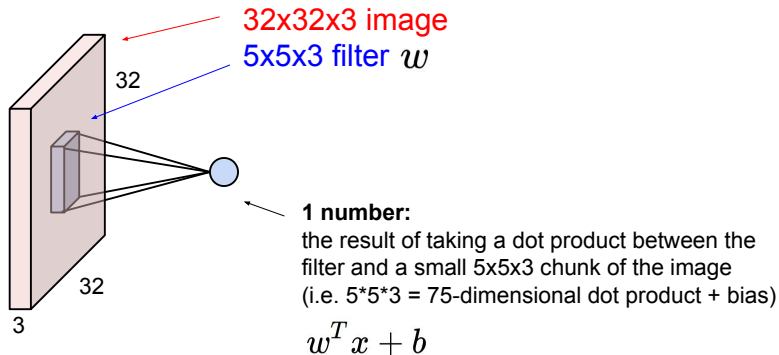 32x32x3 image
5x5x3 filter w
32
1 number:
the result of taking a dot product between the
filter and a small 5x5x3 chunk of the image
(i.e. 5*5*3 = 75-dimensional dot product + bias)
32
3
w^T x + b